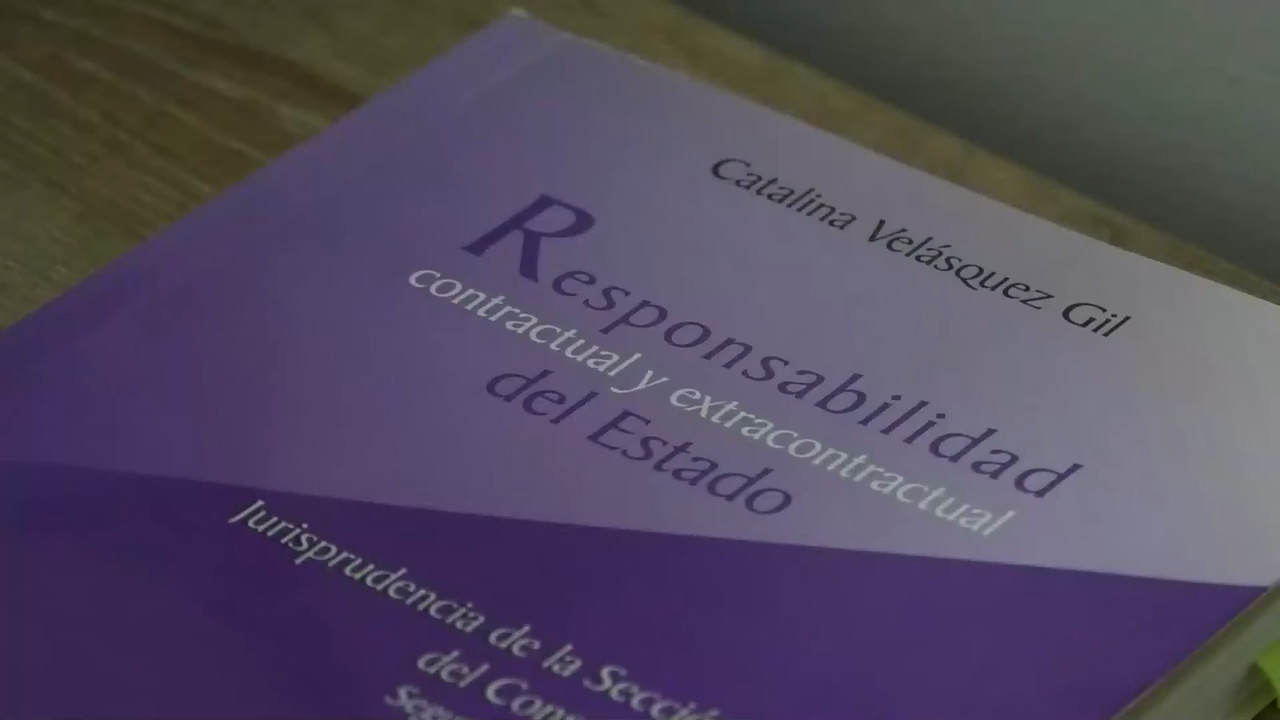 Catalina Velásquez Gil
Responsabilidad
contractual y extracontractual
del Estado
Jurisprudencia de la
del